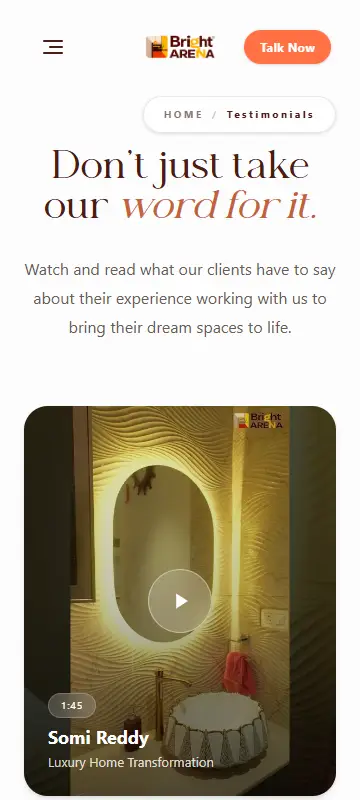 Bright
ARENA
Talk Now
HOME / Testimonials
Don't just take
our word for it.
Watch and read what our clients have to say
about their experience working with us to
bring their dream spaces to life.
Bright
ARENA
1:45
Somi Reddy
Luxury Home Transformation